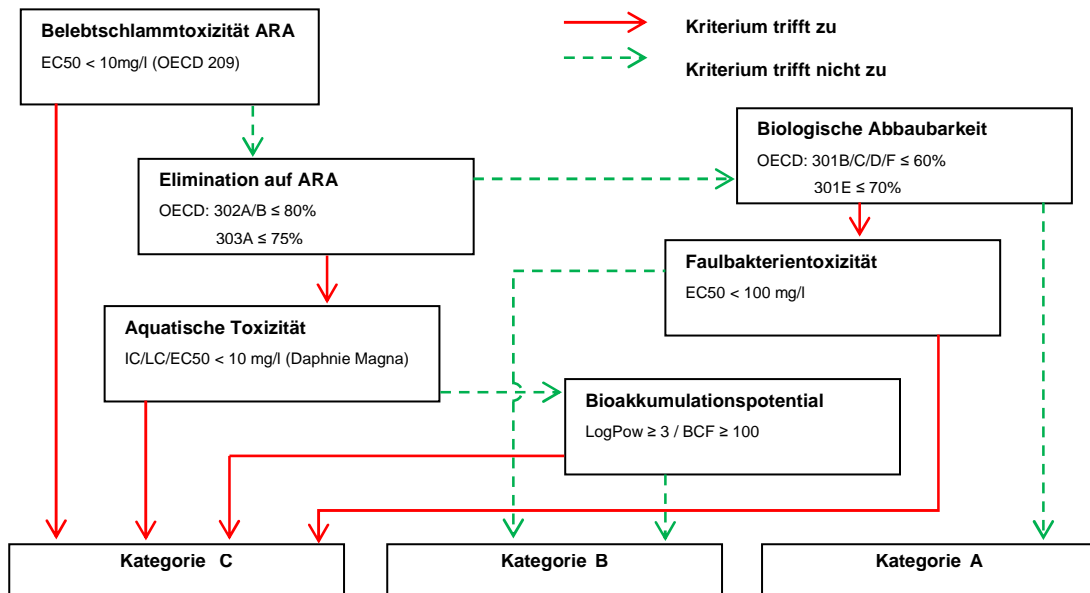 Belebtschlammtoxizität ARA
EC50 < 10mg/l (OECD 209)
Kriterium trifft zu
Kriterium trifft nicht zu
Biologische Abbaubarkeit
OECD: 301B/C/D/F ≤ 60%
301E ≤ 70%
Elimination auf ARA
OECD: 302A/B ≤ 80%
303A ≤ 75%
Faulbakterientoxizität
EC50 < 100 mg/l
Aquatische Toxizität
IC/LC/EC50 < 10 mg/l (Daphnie Magna)
Bioakkumulationspotential
LogPow ≥ 3 / BCF ≥ 100
Kategorie C
Kategorie B
Kategorie A